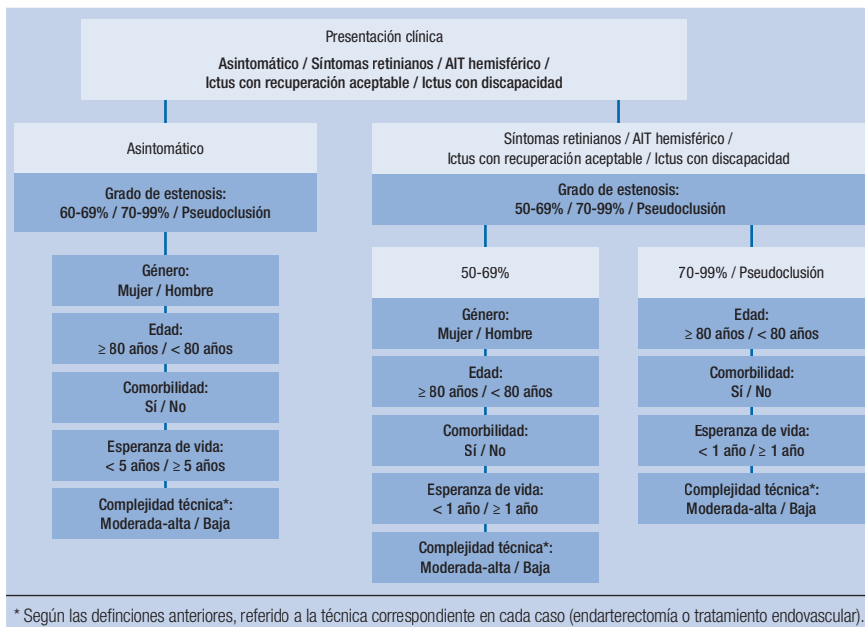 Presentación clínica
Asintomático / Síntomas retinianos / AIT hemisférico /
Ictus con recuperación aceptable / Ictus con discapacidad
Asintomático
Grado de estenosis:
60-69% / 70-99% / Pseudoclusión
Género:
Mujer / Hombre
Edad:
≥ 80 años / < 80 años
Comorbilidad:
Sí / No
Esperanza de vida:
< 5 años / ≥ 5 años
Complejidad técnica*:
Moderada-alta / Baja
Síntomas retinianos / AIT hemisférico /
Ictus con recuperación aceptable / Ictus con discapacidad
Grado de estenosis:
50-69% / 70-99% / Pseudoclusión
50-69%
Género:
Mujer / Hombre
Edad:
≥ 80 años / < 80 años
Comorbilidad:
Sí / No
Esperanza de vida:
< 1 año / ≥ 1 año
Complejidad técnica*:
Moderada-alta / Baja
70-99% / Pseudoclusión
Edad:
≥ 80 años / < 80 años
Comorbilidad:
Sí / No
Esperanza de vida:
< 1 año / ≥ 1 año
Complejidad técnica*:
Moderada-alta / Baja
* Según las definciones anteriores, referido a la técnica correspondiente en cada caso (endarterectomía o tratamiento endovascular).